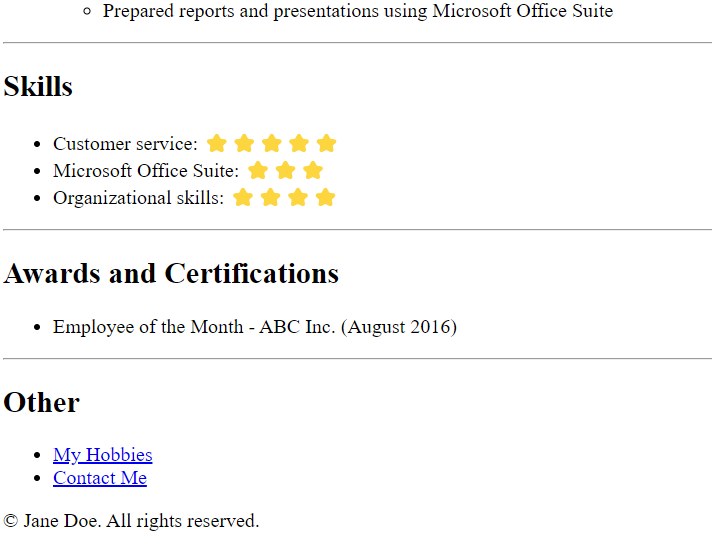 Prepared reports and presentations using Microsoft Office Suite
Skills
Customer service: ⭐ ⭐ ⭐ ⭐ ⭐
Microsoft Office Suite: ⭐ ⭐ ⭐
Organizational skills: ⭐ ⭐ ⭐ ⭐
Awards and Certifications
Employee of the Month - ABC Inc. (August 2016)
Other
My Hobbies
Contact Me
© Jane Doe. All rights reserved.